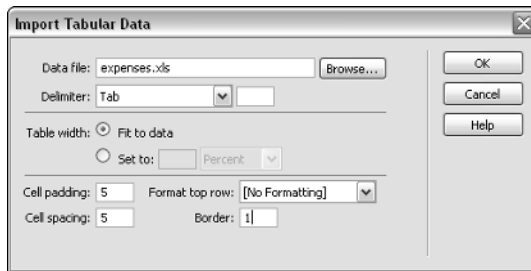 Import Tabular Data
Data file: expenses.xls Browse... OK
Delimiter: Tab Cancel
Table width: Fit to data Help
Set to: Percent
Cell padding: 5 Format top row: [No Formatting]
Cell spacing: 5 Border: 1